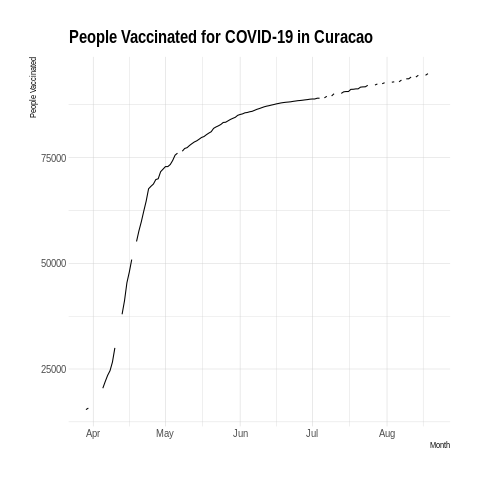 People Vaccinated for COVID-19 in Curacao
People Vaccinated
75000
50000
25000
Apr May Jun Jul Aug
Month